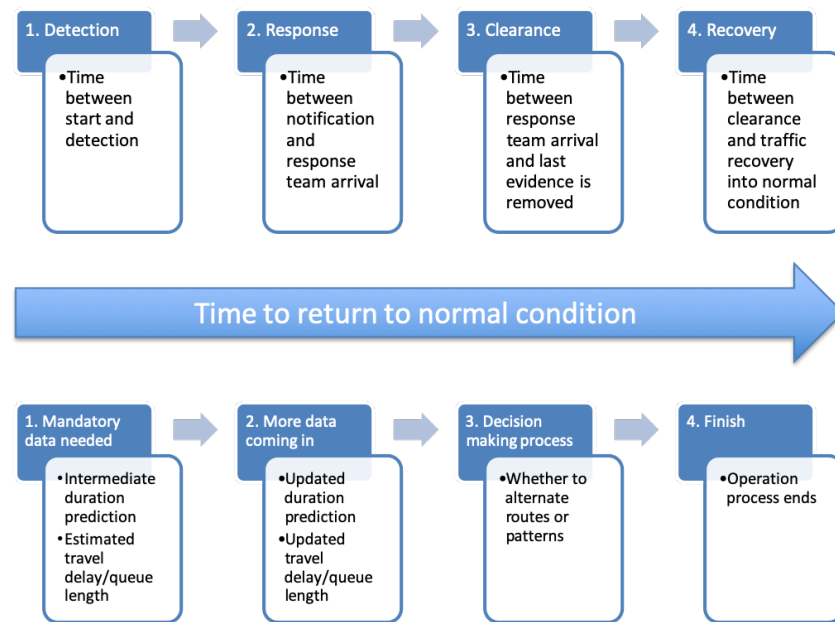 1. Detection
•Time
between
start and
detection
2. Response
•Time
between
notification
and
response
team arrival
3. Clearance
•Time
between
response
team arrival
and last
evidence is
removed
4. Recovery
•Time
between
clearance
and traffic
recovery
into normal
condition
Time to return to normal condition
1. Mandatory
data needed
•Intermediate
duration
prediction
•Estimated
travel
delay/queue
length
2. More data
coming in
•Updated
duration
prediction
•Updated
travel
delay/queue
length
3. Decision
making process
•Whether to
alternate
routes or
patterns
4. Finish
•Operation
process ends